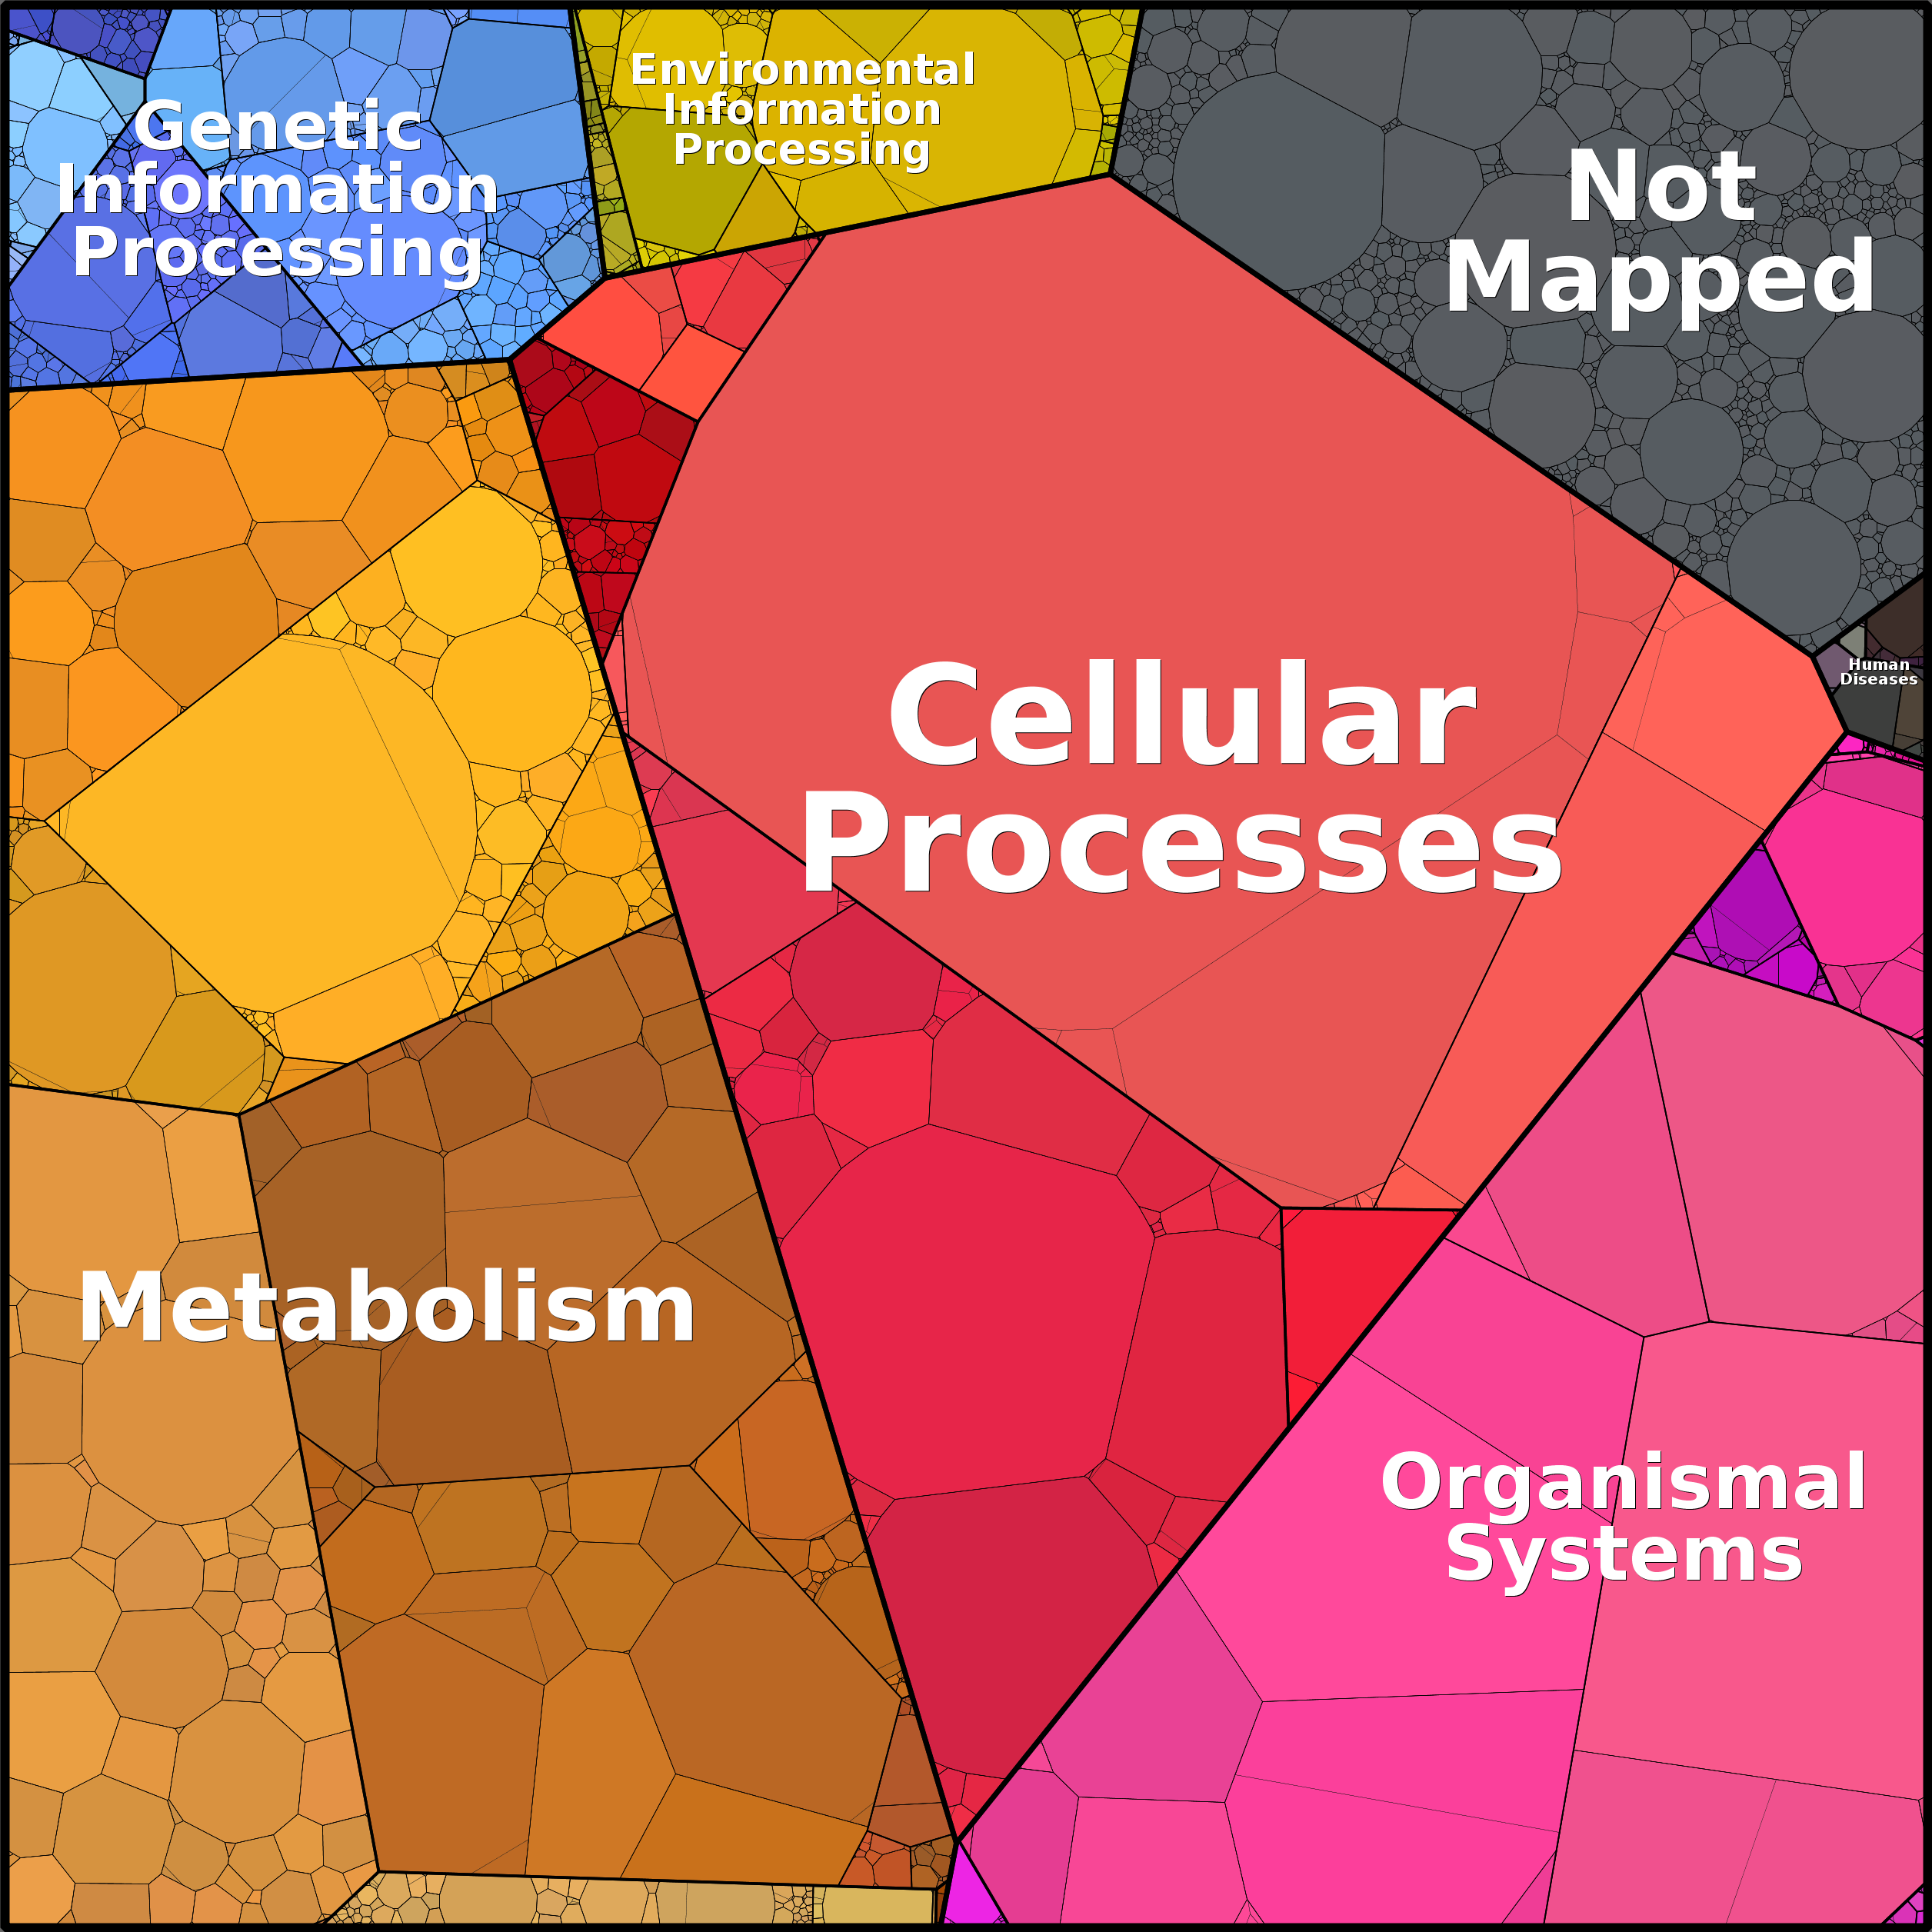 Genetic
Information
Processing
Environmental
Information
Processing
Not
Mapped
Human
Diseases
Cellular
Processes
Metabolism
Organismal
Systems